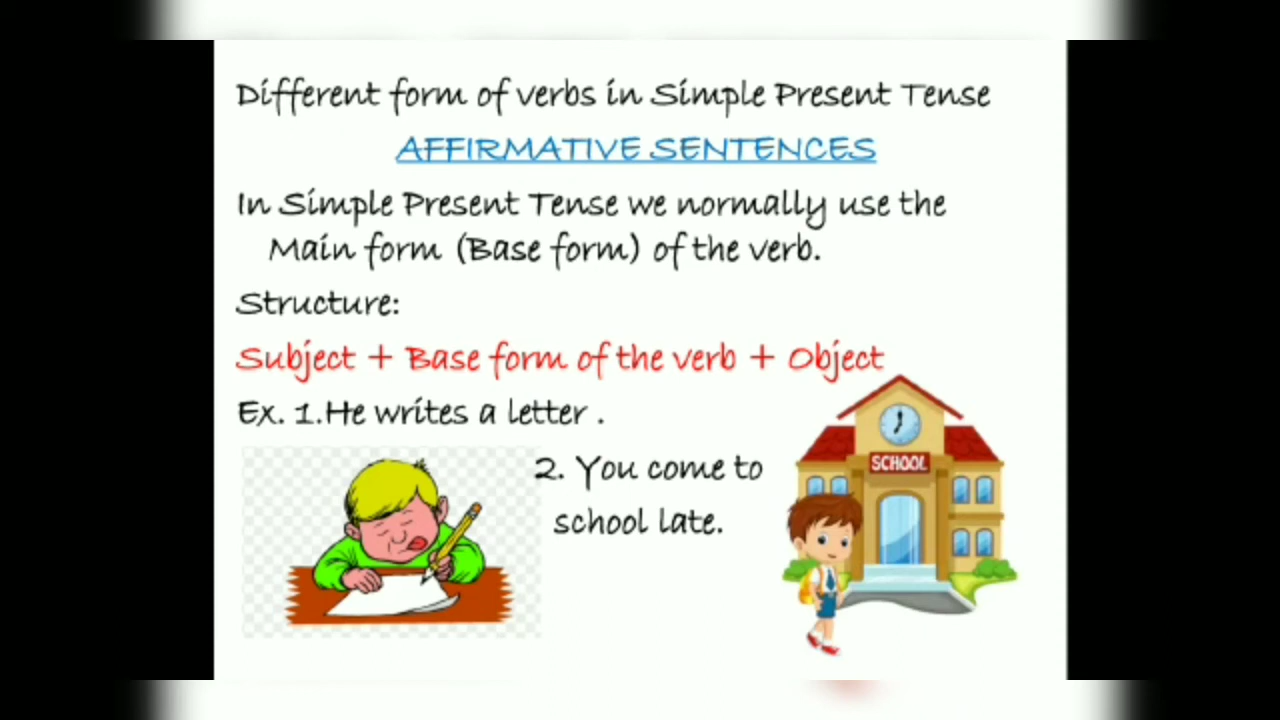 Different form of verbs in Simple Present Tense
AFFIRMATIVE SENTENCES
In Simple Present Tense we normally use the
Main form (Base form) of the verb.
Structure:
Subject + Base form of the verb + Object
Ex. 1.He writes a letter .
2. You come to
school late.
SCHOOL